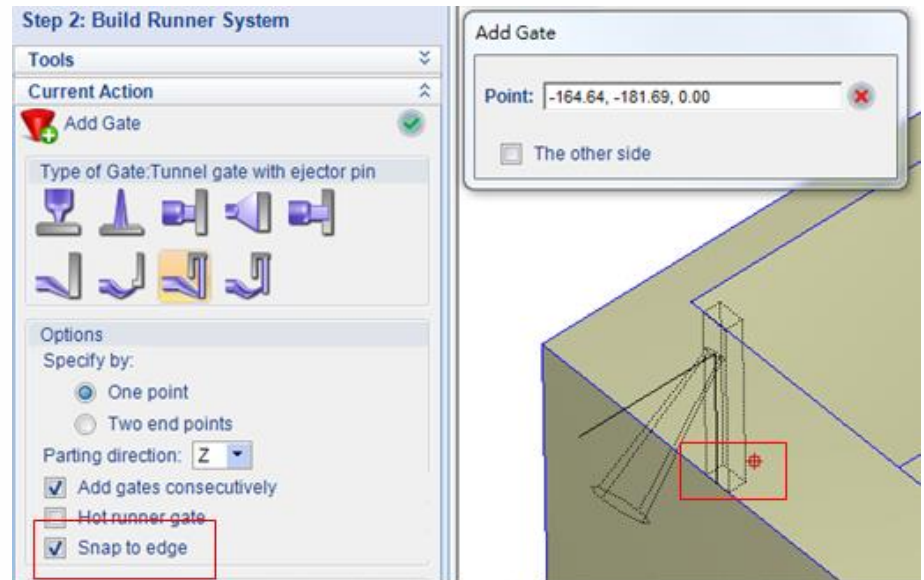 Step 2: Build Runner System
Tools
Current Action
Add Gate
Type of Gate:Tunnel gate with ejector pin
Options
Specify by:
One point
Two end points
Parting direction: Z
Add gates consecutively
Hot runner gate
Snap to edge
Add Gate
Point: -164.64, -181.69, 0.00
The other side